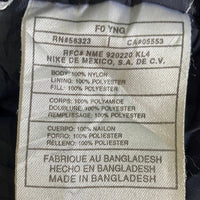 FO YNG
RN#56323 CA#05553
RFC# NME 920220 KL4
NIKE DE MEXICO, S.A, DE C.V.
BODY: 100% NYLON
LINING: 100% POLYESTER
FILL: 100% POLYESTER
CORPS: 100% POLYAMIDE
DOUBLURE: 100% POLYESTER
REMPLISSAGE: 100% POLYESTER
CUERPO: 100% NAILON
FORRO: 100% POLIESTER
RELLENO: 100% POLIESTER
FABRIQUE AU BANGLADESH
HECHO EN BANGLADESH
MADE IN BANGLADESH